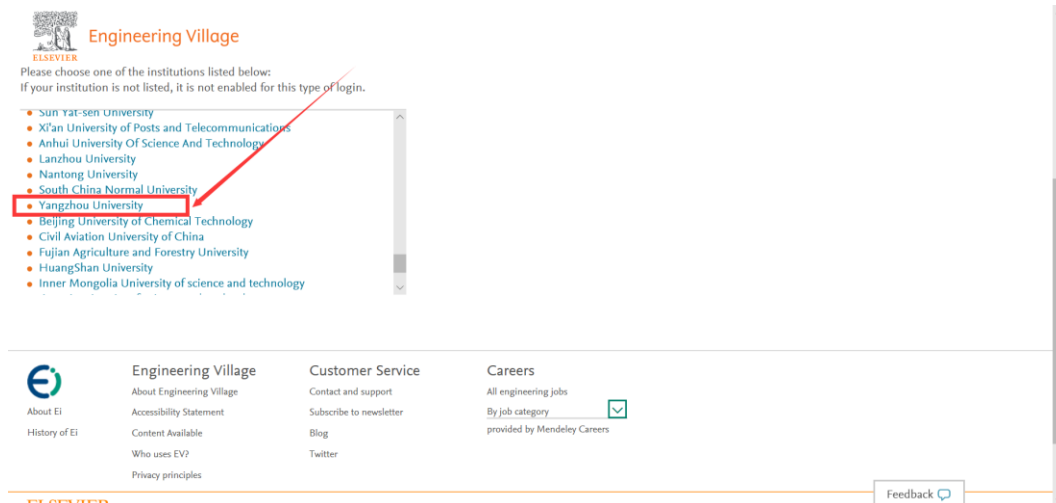 Engineering Village
ELSEVIER
Please choose one of the institutions listed below:
If your institution is not listed, it is not enabled for this type of login.
Sun Yat-sen University
Xi'an University of Posts and Telecommunications
Anhui University Of Science And Technology
Lanzhou University
Nantong University
South China Normal University
Yangzhou University
Beijing University of Chemical Technology
Civil Aviation University of China
Fujian Agriculture and Forestry University
HuangShan University
Inner Mongolia University of science and technology
About Ei
History of Ei
Engineering Village
About Engineering Village
Accessibility Statement
Content Available
Who uses EV?
Privacy principles
Customer Service
Contact and support
Subscribe to newsletter
Blog
Twitter
Careers
All engineering jobs
By job category
provided by Mendeley Careers
ELSEVIER
Feedback